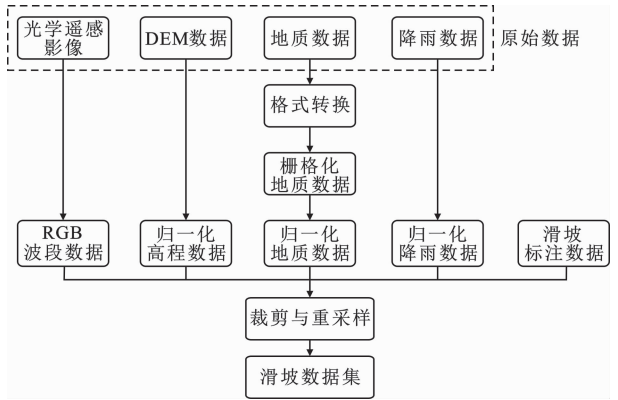 光学遥感
影像
DEM数据
地质数据
降雨数据
原始数据
格式转换
栅格化
地质数据
RGB
波段数据
归一化
高程数据
归一化
地质数据
归一化
降雨数据
滑坡
标注数据
裁剪与重采样
滑坡数据集